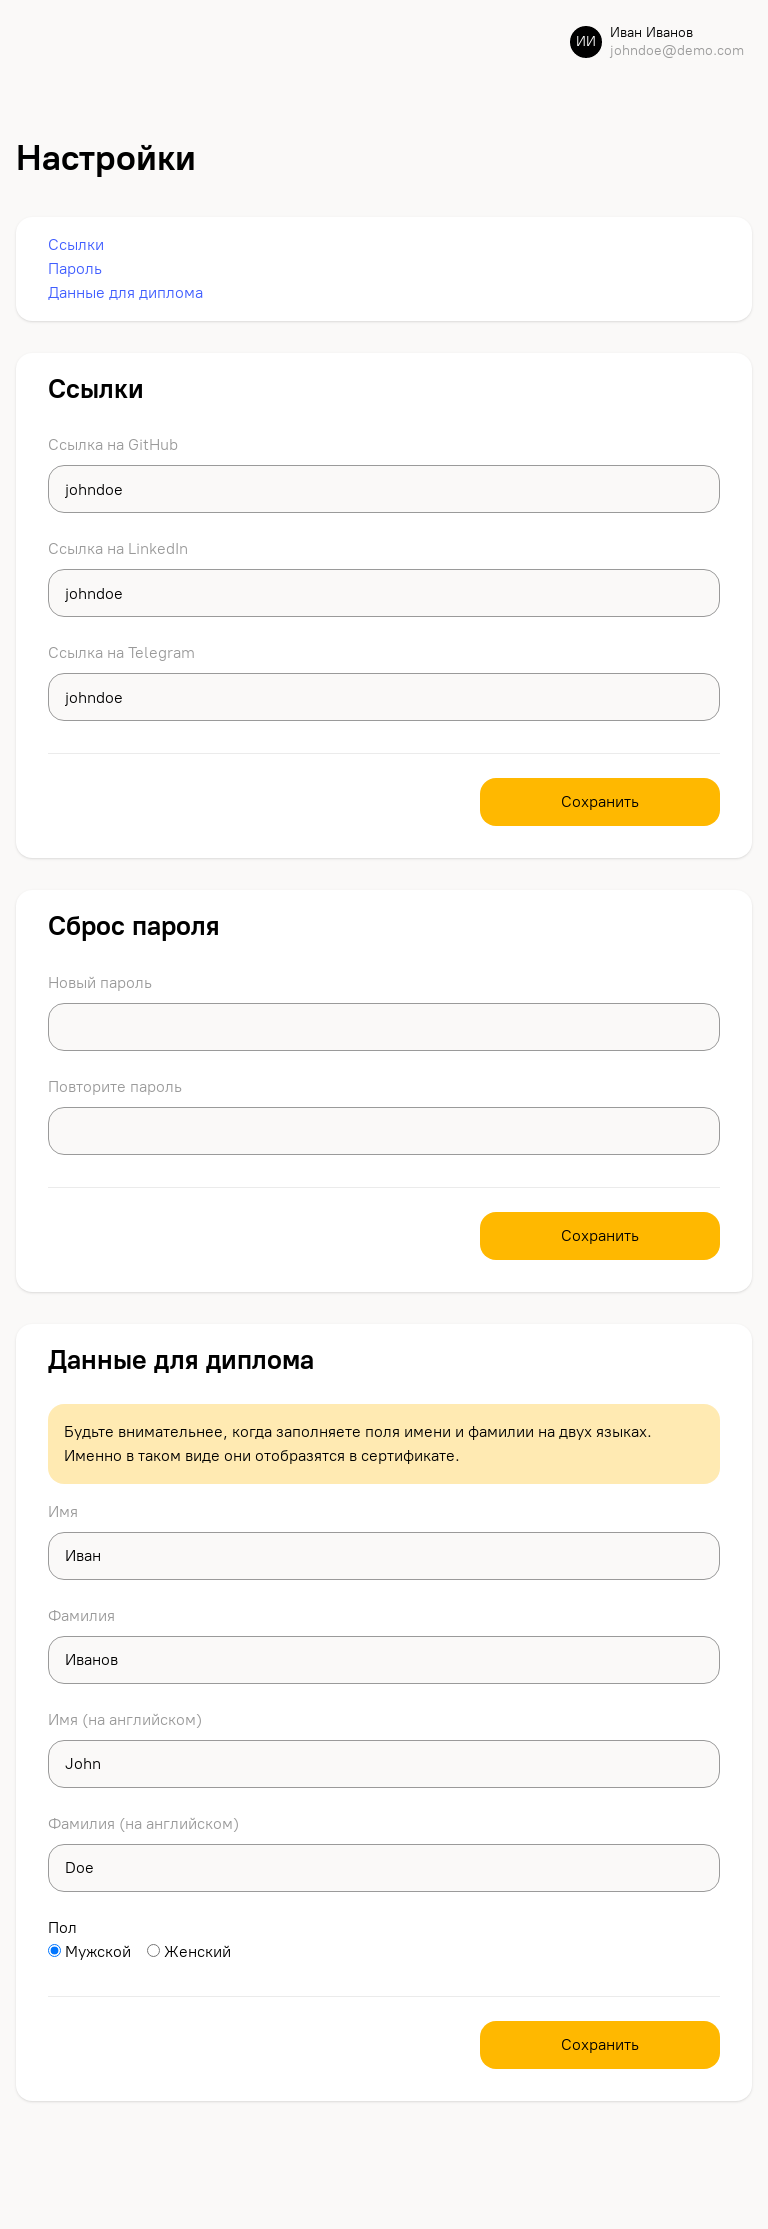 ИИ
Иван Иванов
johndoe@demo.com
Настройки
Ссылки
Пароль
Данные для диплома
Ссылки
Ссылка на GitHub
johndoe
Ссылка на LinkedIn
johndoe
Ссылка на Telegram
johndoe
Сохранить
Сброс пароля
Новый пароль
Повторите пароль
Сохранить
Данные для диплома
Будьте внимательнее, когда заполняете поля имени и фамилии на двух языках.
Именно в таком виде они отобразятся в сертификате.
Имя
Иван
Фамилия
Иванов
Имя (на английском)
John
Фамилия (на английском)
Doe
Пол
Мужской Женский
Сохранить